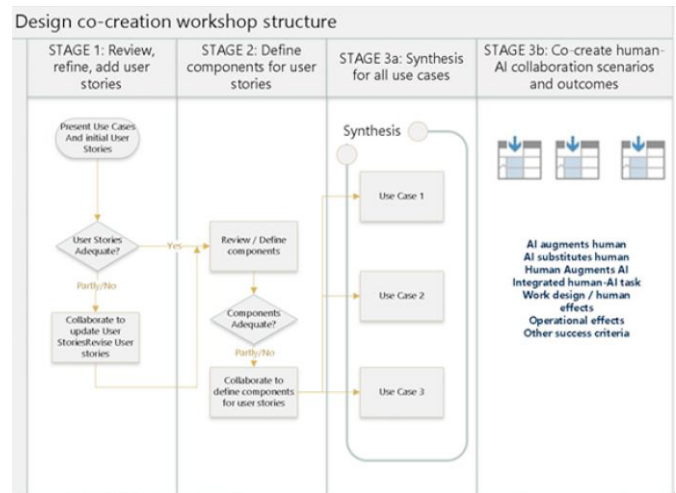 Design co-creation workshop structure
STAGE 1: Review,
refine, add user
stories
STAGE 2: Define
components for user
stories
STAGE 3a: Synthesis
for all use cases
STAGE 3b: Co-create human-
AI collaboration scenarios
and outcomes
Present Use Cases
And initial User
Stories
User Stories
Adequate?
Yes
Partly/No
Collaborate to
update User
StoriesRevise User
stories
Review / Define
components
Components
Adequate?
Partly/No
Collaborate to
define components
for user stories
Synthesis
Use Case 1
Use Case 2
Use Case 3
AI augments human
AI substitutes human
Human Augments AI
Integrated human-AI task
Work design / human
effects
Operational effects
Other success criteria